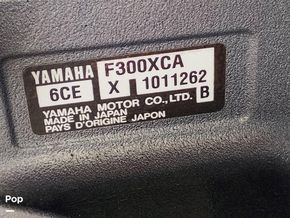 YAMAHA F300XCA
6CE X 1011262
YAMAHA MOTOR CO., LTD. B
MADE IN JAPAN
PAYS D'ORIGINE JAPON
Pop